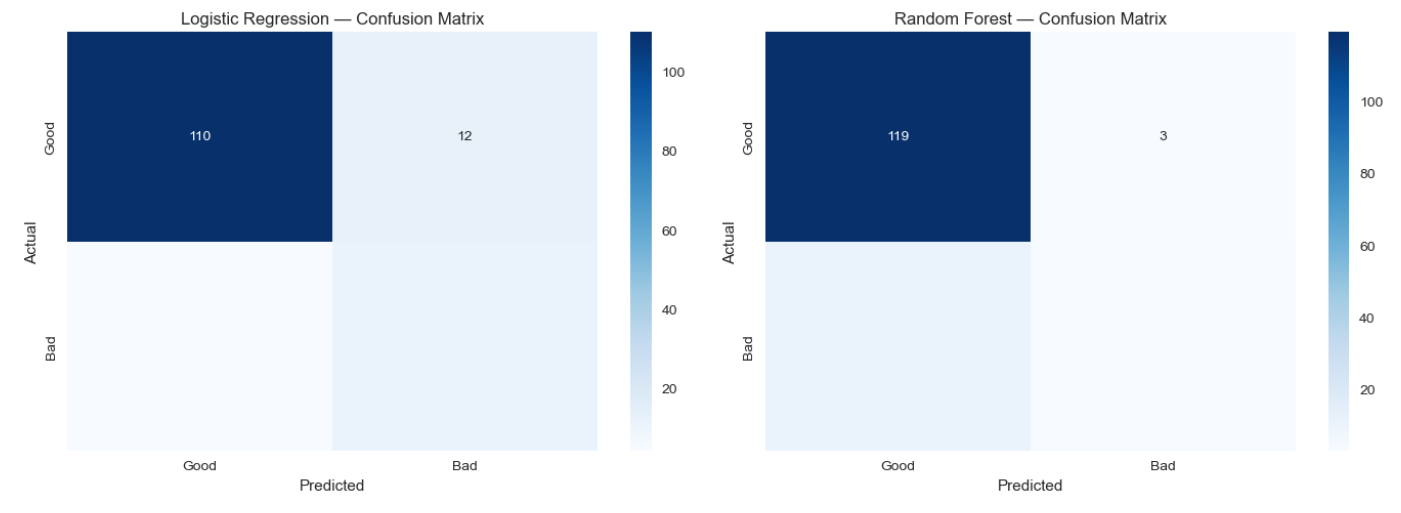 Logistic Regression — Confusion Matrix
Good
Bad
Actual
110
12
100
80
60
40
20
Good
Bad
Predicted
Random Forest — Confusion Matrix
Good
Bad
Actual
119
3
100
80
60
40
20
Good
Bad
Predicted